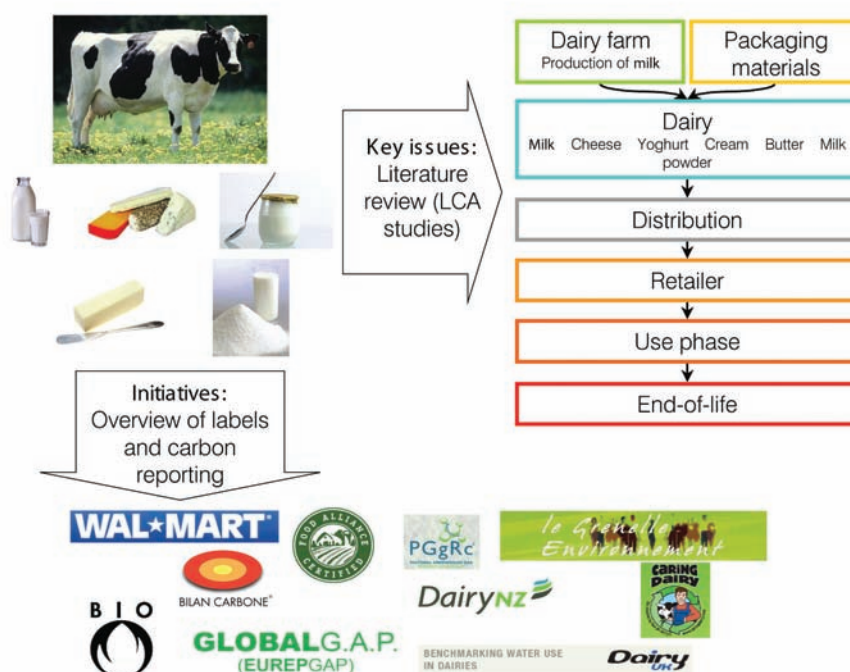 Dairy farm
Production of milk
Packaging
materials
Key issues:
Literature
review (LCA
studies)
Dairy
Milk Cheese Yoghurt Cream Butter Milk
powder
Distribution
Retailer
Use phase
End-of-life
Initiatives:
Overview of labels
and carbon
reporting
WAL★MART®
FOOD ALLIANCE
CERTIFIED
PGgRc
le Grenelle
Environnement
BILAN CARBONE®
DairyNZ
CARING
DAIRY
BIO
GLOBALG.A.P.
(EUREPGAP)
BENCHMARKING WATER USE
IN DAIRIES
Dairy
UK